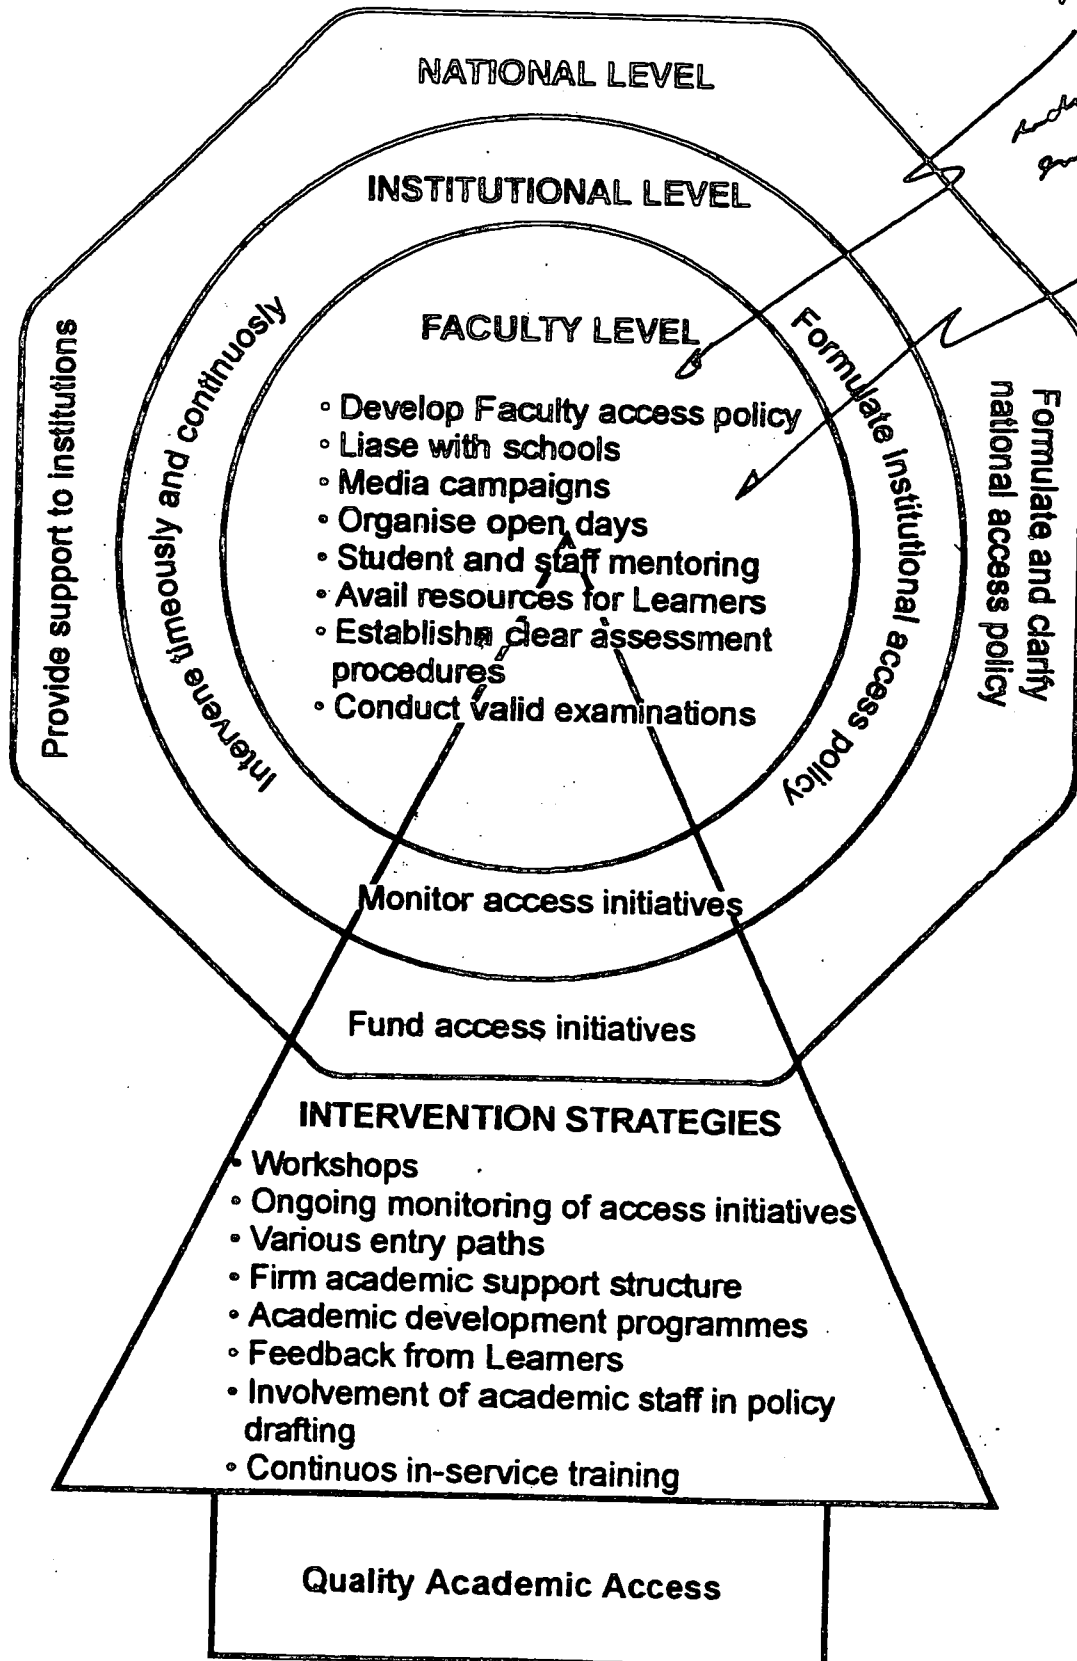 NATIONAL LEVEL
INSTITUTIONAL LEVEL
FACULTY LEVEL
◦ Develop Faculty access policy
◦ Liase with schools
◦ Media campaigns
◦ Organise open days
◦ Student and staff mentoring
◦ Avail resources for Learners
◦ Establish clear assessment
procedures
◦ Conduct valid examinations
Provide support to institutions
Intervene timeously and continuosly
Formulate Institutional access policy
Formulate and clarify
national access policy
Monitor access initiatives
Fund access initiatives
INTERVENTION STRATEGIES
• Workshops
◦ Ongoing monitoring of access initiatives
• Various entry paths
• Firm academic support structure
• Academic development programmes
◦ Feedback from Learners
• Involvement of academic staff in policy
drafting
◦ Continuos in-service training
Quality Academic Access